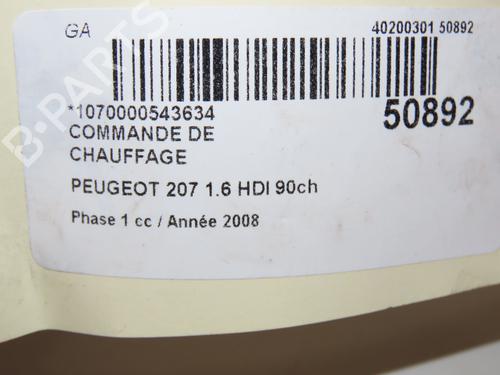 GA
40200301 50892
*1070000543634
50892
COMMANDE DE
CHAUFFAGE
PEUGEOT 207 1.6 HDI 90ch
Phase 1 cc / Année 2008
B-PARTS